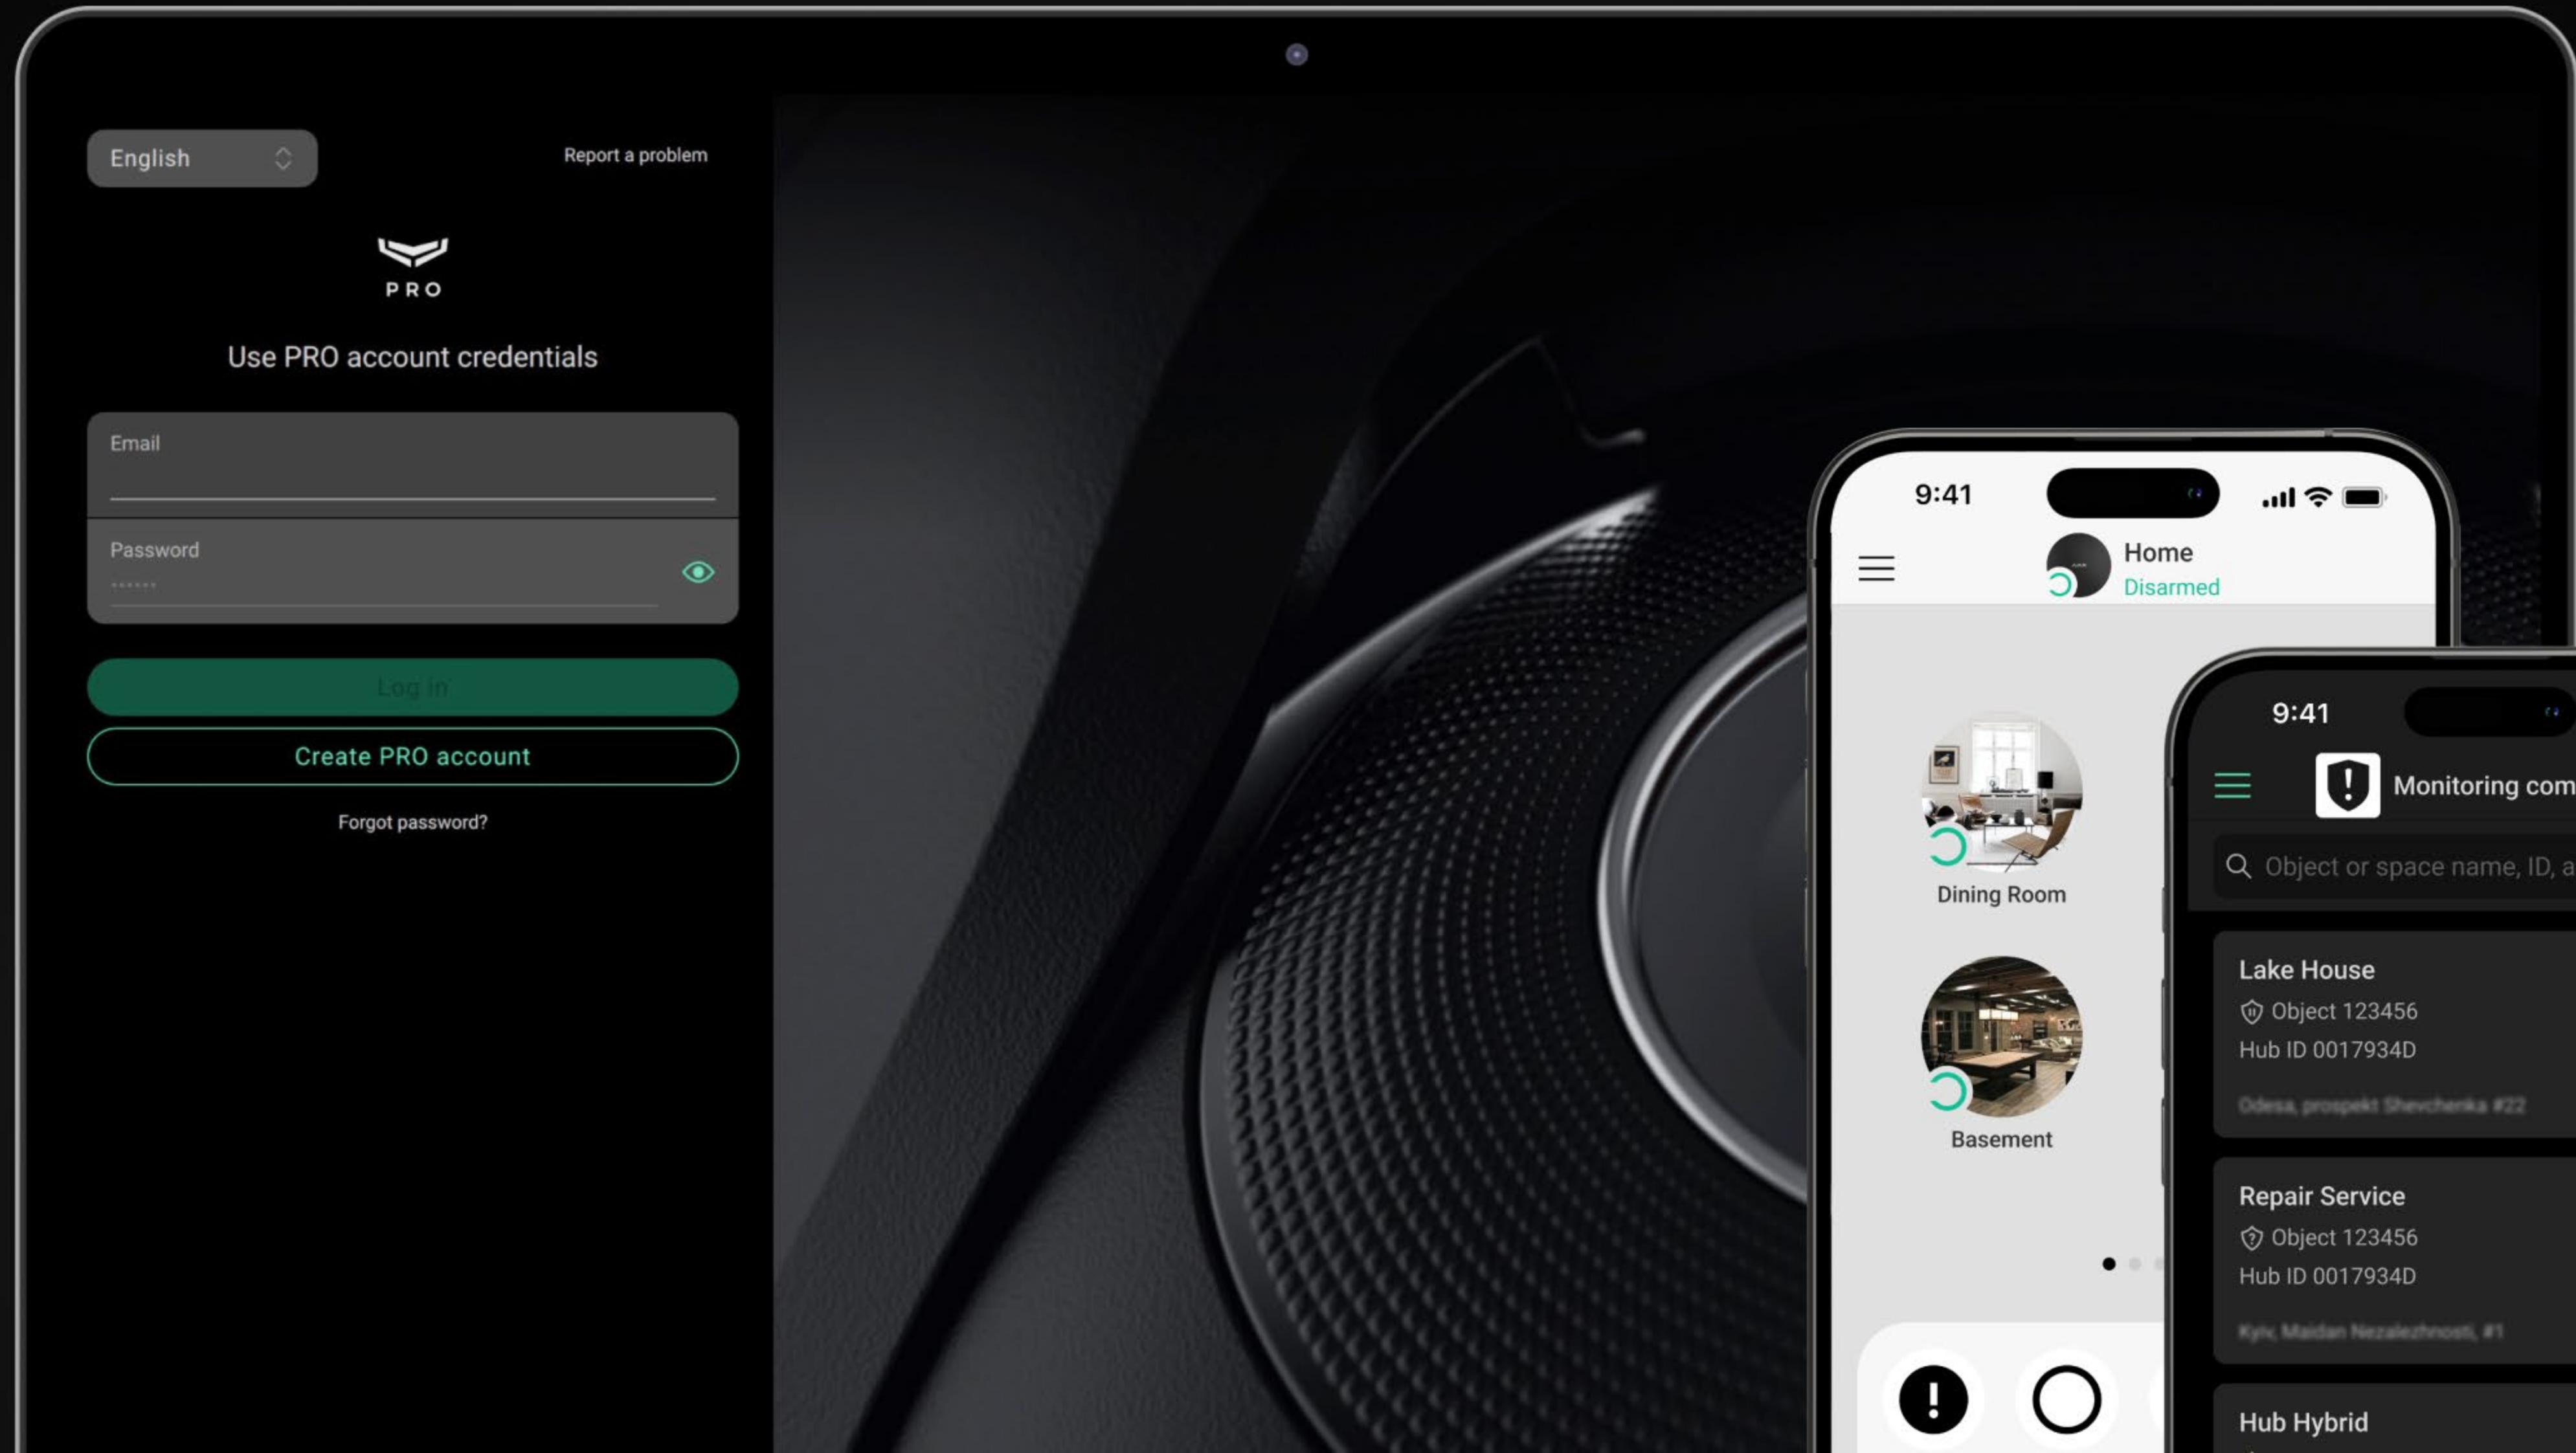 English
Report a problem
PRO
Use PRO account credentials
Email
Password
Log in
Create PRO account
Forgot password?
9:41
Home
Disarmed
Dining Room
Basement
9:41
Monitoring com
Object or space name, ID, a
Lake House
Object 123456
Hub ID 0017934D
Odesa, prospekt Shevchenka #22
Repair Service
Object 123456
Hub ID 0017934D
Kyiv, Maidan Nezalezhnosti, #1
Hub Hybrid